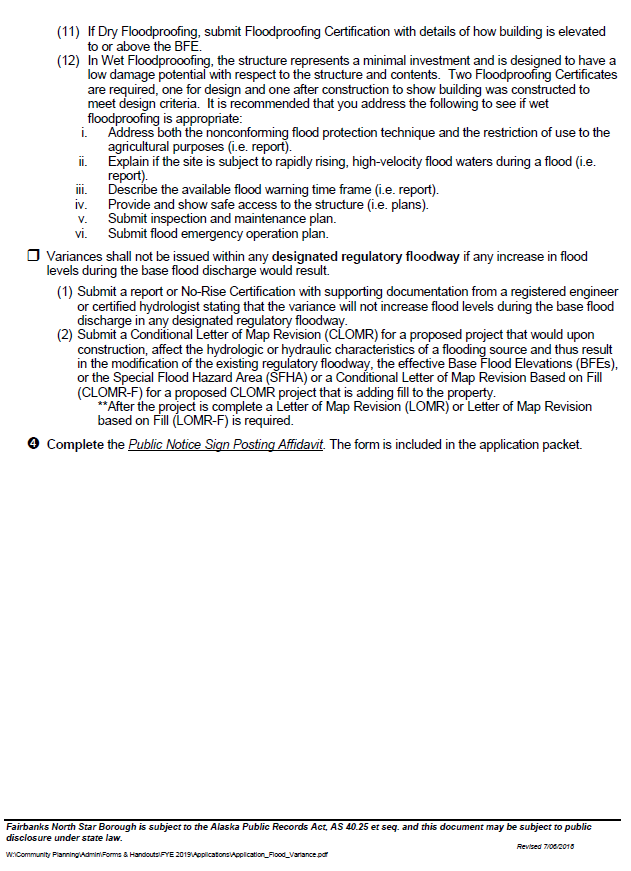 (11) If Dry Floodproofing, submit Floodproofing Certification with details of how building is elevated
to or above the BFE.
(12) In Wet Floodprooofing, the structure represents a minimal investment and is designed to have a
low damage potential with respect to the structure and contents. Two Floodproofing Certificates
are required, one for design and one after construction to show building was constructed to
meet design criteria. It is recommended that you address the following to see if wet
floodproofing is appropriate:
i. Address both the nonconforming flood protection technique and the restriction of use to the
agricultural purposes (i.e. report).
ii. Explain if the site is subject to rapidly rising, high-velocity flood waters during a flood (i.e.
report).
iii. Describe the available flood warning time frame (i.e. report).
iv. Provide and show safe access to the structure (i.e. plans).
v. Submit inspection and maintenance plan.
vi. Submit flood emergency operation plan.
❒ Variances shall not be issued within any designated regulatory floodway if any increase in flood
levels during the base flood discharge would result.
(1) Submit a report or No-Rise Certification with supporting documentation from a registered engineer
or certified hydrologist stating that the variance will not increase flood levels during the base flood
discharge in any designated regulatory floodway.
(2) Submit a Conditional Letter of Map Revision (CLOMR) for a proposed project that would upon
construction, affect the hydrologic or hydraulic characteristics of a flooding source and thus result
in the modification of the existing regulatory floodway, the effective Base Flood Elevations (BFEs),
or the Special Flood Hazard Area (SFHA) or a Conditional Letter of Map Revision Based on Fill
(CLOMR-F) for a proposed CLOMR project that is adding fill to the property.
**After the project is complete a Letter of Map Revision (LOMR) or Letter of Map Revision
based on Fill (LOMR-F) is required.
❹ Complete the Public Notice Sign Posting Affidavit. The form is included in the application packet.
Fairbanks North Star Borough is subject to the Alaska Public Records Act, AS 40.25 et seq. and this document may be subject to public
disclosure under state law.
Revised 7/06/2018
W:\Community Planning\Admin\Forms & Handouts\FYE 2019\Applications\Application_Flood_Variance.pdf